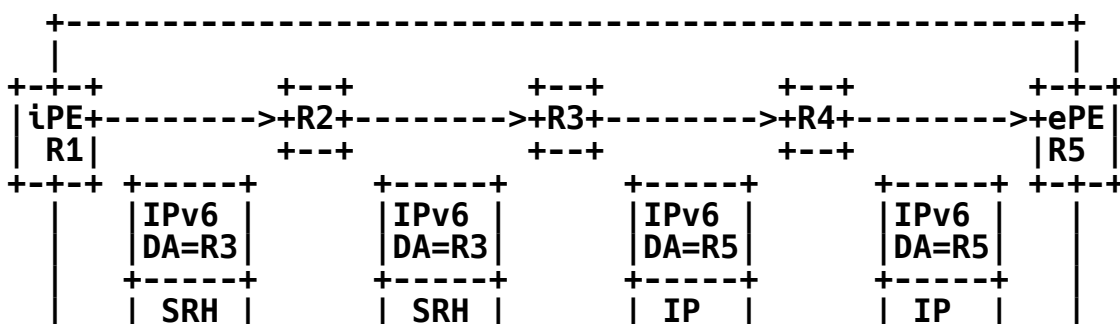 +-----------------------------------------------------+
|                                                     |
+-+-+         +--+         +--+         +--+         +-+-+
|iPE+-------->+R2+-------->+R3+-------->+R4+-------->+ePE|
| R1|         +--+         +--+         +--+         |R5 |
+-+-+ +-----+      +-----+      +-----+      +-----+ +-+-+
|   |IPv6 |      |IPv6 |      |IPv6 |      |IPv6 |   |
|   |DA=R3|      |DA=R3|      |DA=R5|      |DA=R5|   |
|   +-----+      +-----+      +-----+      +-----+   |
|   | SRH |      | SRH |      | IP  |      | IP  |   |